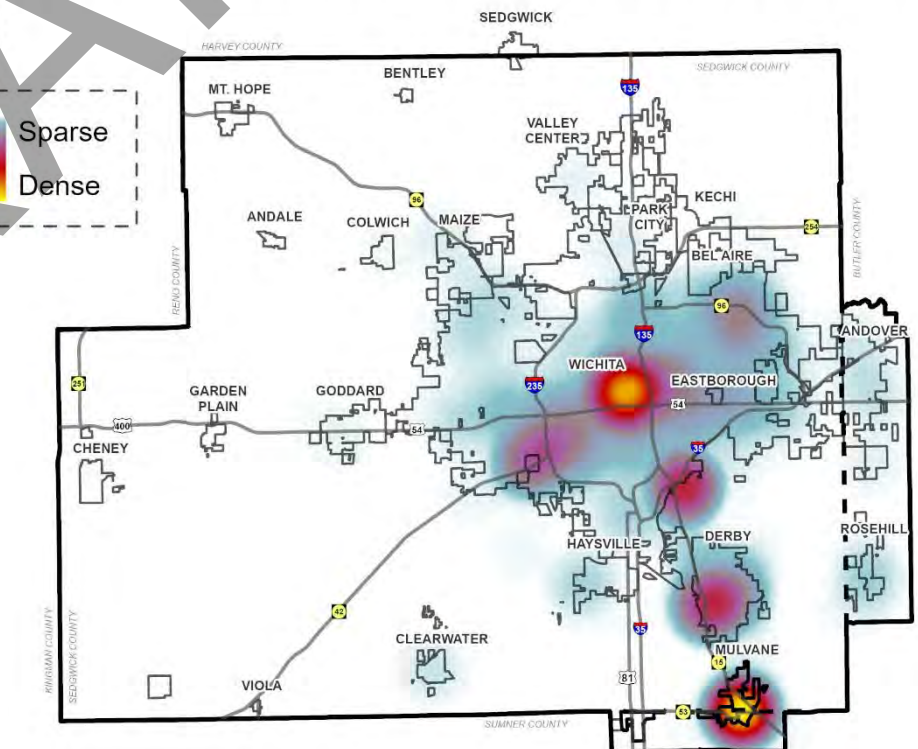 SEDGWICK
HARVEY COUNTY
SEDGWICK COUNTY
BENTLEY
MT. HOPE
135
Sparse
Dense
VALLEY
CENTER
96
KECHI
ANDALE
COLWICH
MAIZE
PARK
CITY
254
BUTLER COUNTY
RENO COUNTY
BEL AIRE
96
135
ANDOVER
WICHITA
EASTBOROUGH
251
235
54
GARDEN
PLAIN
GODDARD
400
54
CHENEY
35
ROSEHILL
HAYSVILLE
DERBY
42
35
CLEARWATER
MULVANE
15
KINGMAN COUNTY
SEDGWICK COUNTY
81
VIOLA
53
SUMNER COUNTY